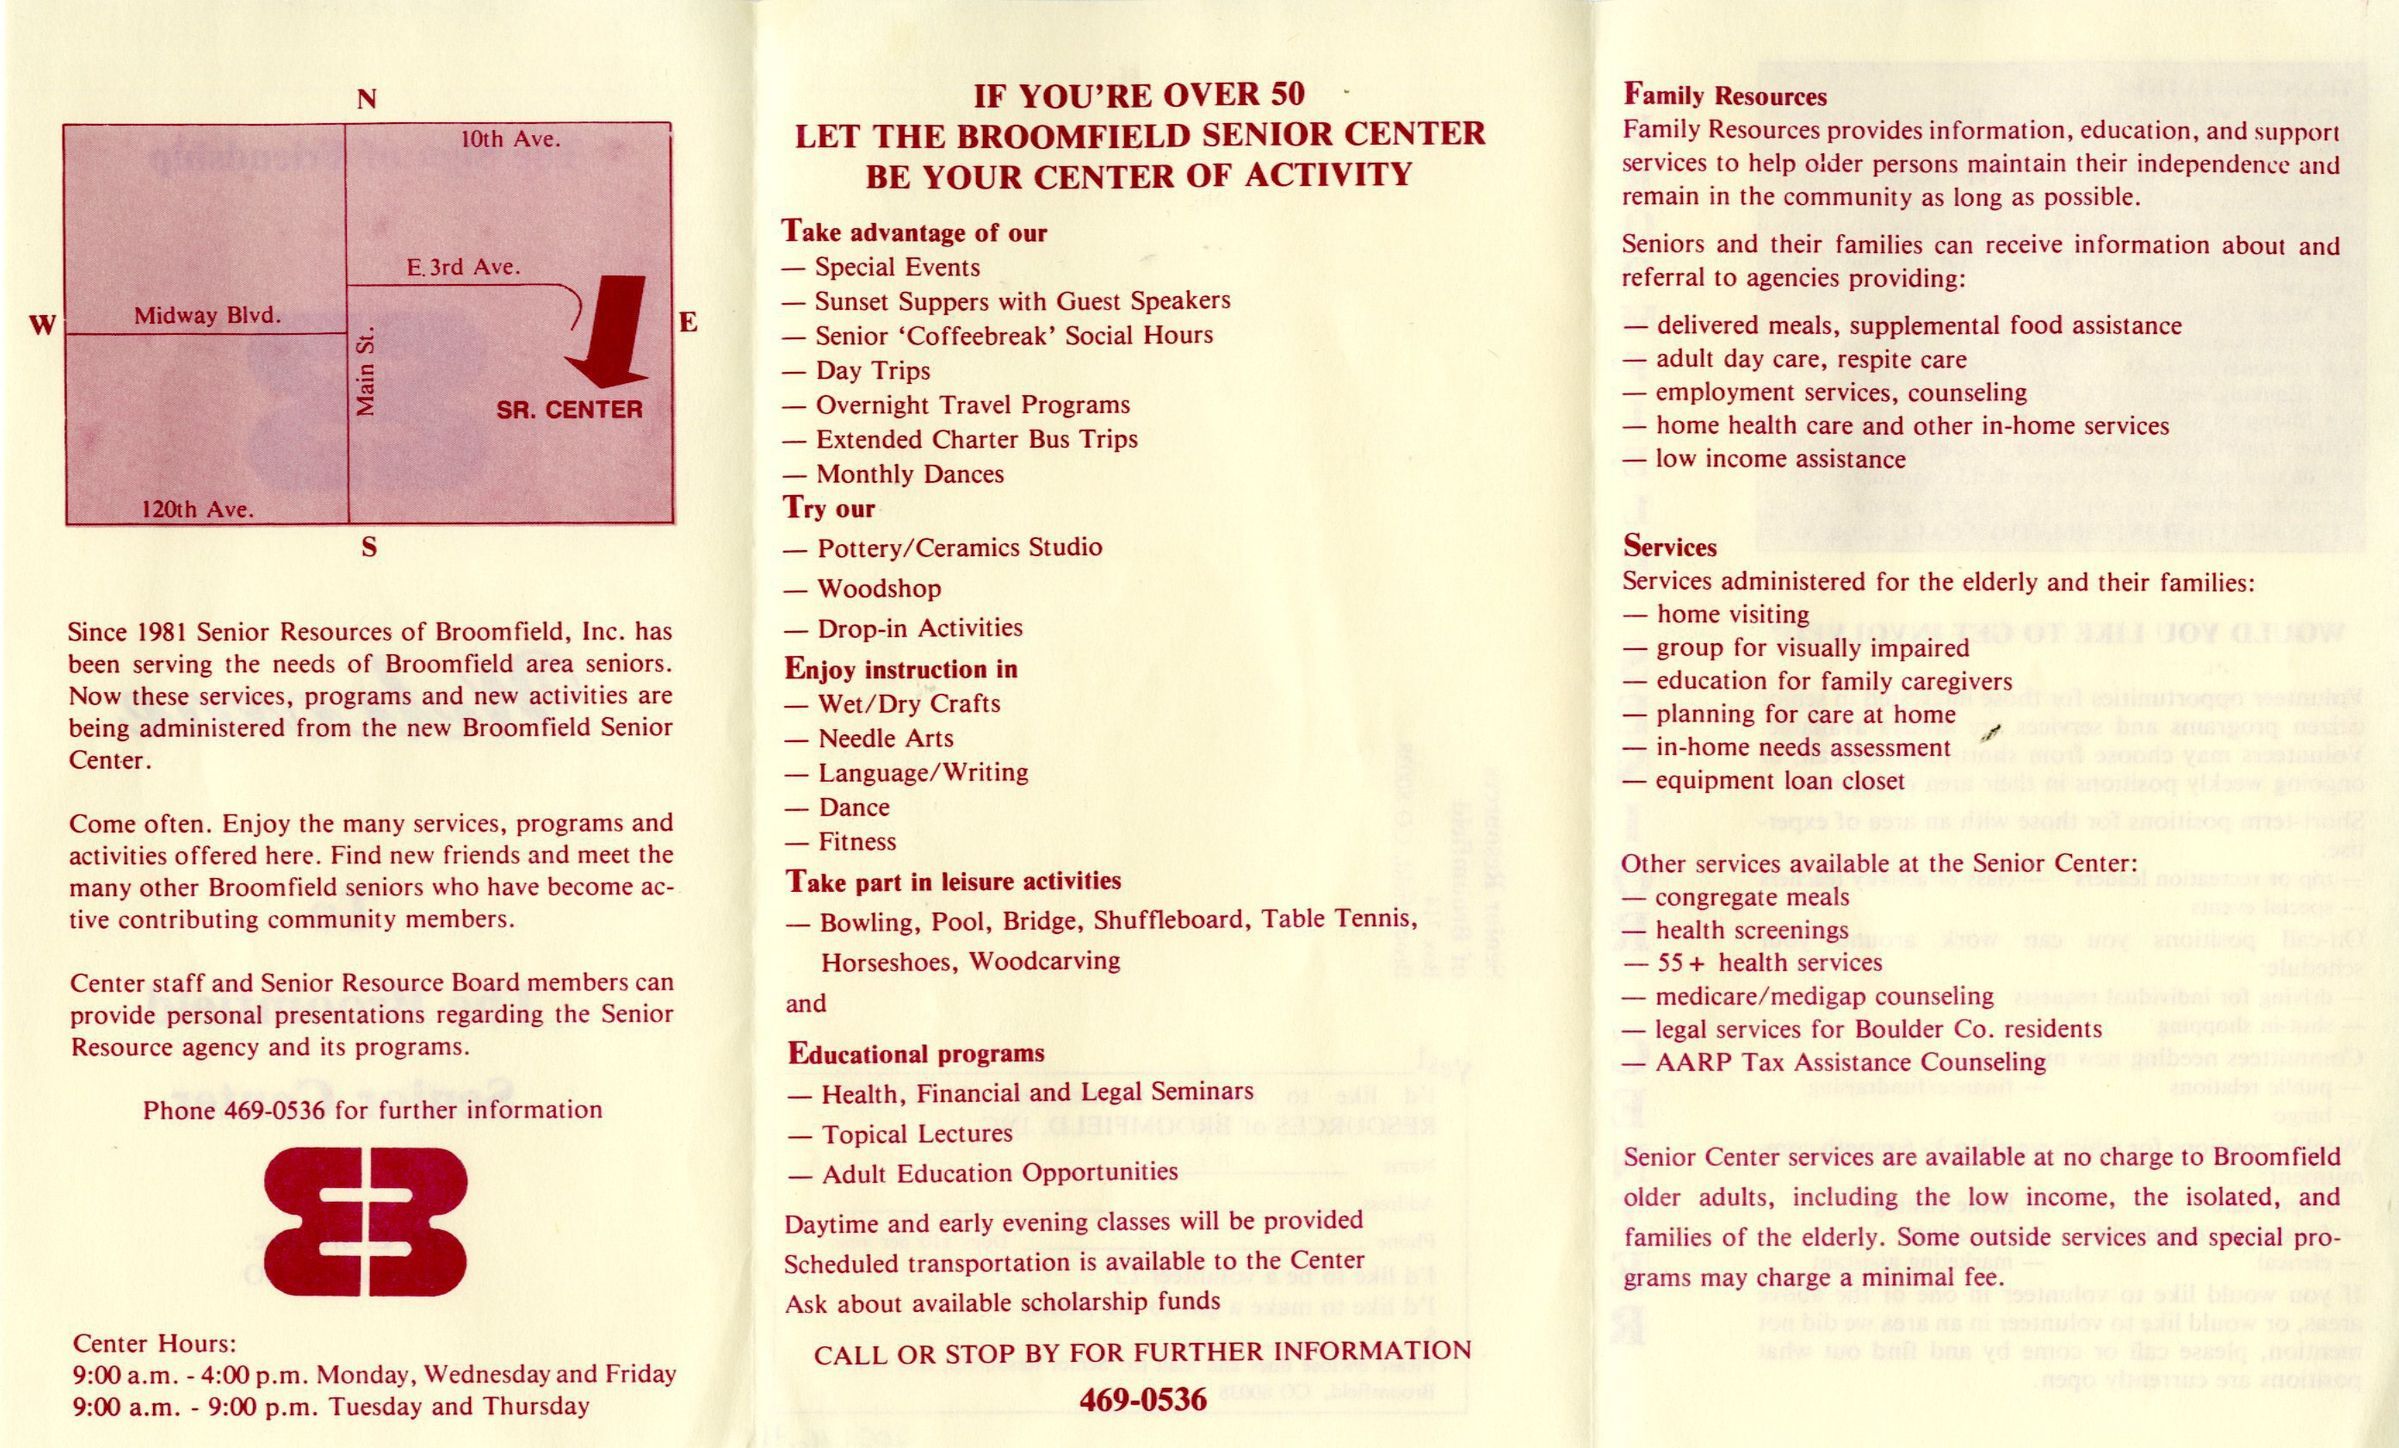 N
10th Ave.
E. 3rd Ave.
Midway Blvd.
W
E
Main St.
SR. CENTER
120th Ave.
S
Since 1981 Senior Resources of Broomfield, Inc. has
been serving the needs of Broomfield area seniors.
Now these services, programs and new activities are
being administered from the new Broomfield Senior
Center.
Come often. Enjoy the many services, programs and
activities offered here. Find new friends and meet the
many other Broomfield seniors who have become ac-
tive contributing community members.
Center staff and Senior Resource Board members can
provide personal presentations regarding the Senior
Resource agency and its programs.
Phone 469-0536 for further information
Center Hours:
9:00 a.m. - 4:00 p.m. Monday, Wednesday and Friday
9:00 a.m. - 9:00 p.m. Tuesday and Thursday
IF YOU'RE OVER 50
LET THE BROOMFIELD SENIOR CENTER
BE YOUR CENTER OF ACTIVITY
Take advantage of our
— Special Events
— Sunset Suppers with Guest Speakers
— Senior ‘Coffeebreak’ Social Hours
— Day Trips
— Overnight Travel Programs
— Extended Charter Bus Trips
— Monthly Dances
Try our
— Pottery/Ceramics Studio
— Woodshop
— Drop-in Activities
Enjoy instruction in
— Wet/Dry Crafts
— Needle Arts
— Language/Writing
— Dance
— Fitness
Take part in leisure activities
— Bowling, Pool, Bridge, Shuffleboard, Table Tennis,
Horseshoes, Woodcarving
and
Educational programs
— Health, Financial and Legal Seminars
— Topical Lectures
— Adult Education Opportunities
Daytime and early evening classes will be provided
Scheduled transportation is available to the Center
Ask about available scholarship funds
CALL OR STOP BY FOR FURTHER INFORMATION
469-0536
Family Resources
Family Resources provides information, education, and support
services to help older persons maintain their independence and
remain in the community as long as possible.
Seniors and their families can receive information about and
referral to agencies providing:
— delivered meals, supplemental food assistance
— adult day care, respite care
— employment services, counseling
— home health care and other in-home services
— low income assistance
Services
Services administered for the elderly and their families:
— home visiting
— group for visually impaired
— education for family caregivers
— planning for care at home
— in-home needs assessment
— equipment loan closet
Other services available at the Senior Center:
— congregate meals
— health screenings
— 55+ health services
— medicare/medigap counseling
— legal services for Boulder Co. residents
— AARP Tax Assistance Counseling
Senior Center services are available at no charge to Broomfield
older adults, including the low income, the isolated, and
families of the elderly. Some outside services and special pro-
grams may charge a minimal fee.